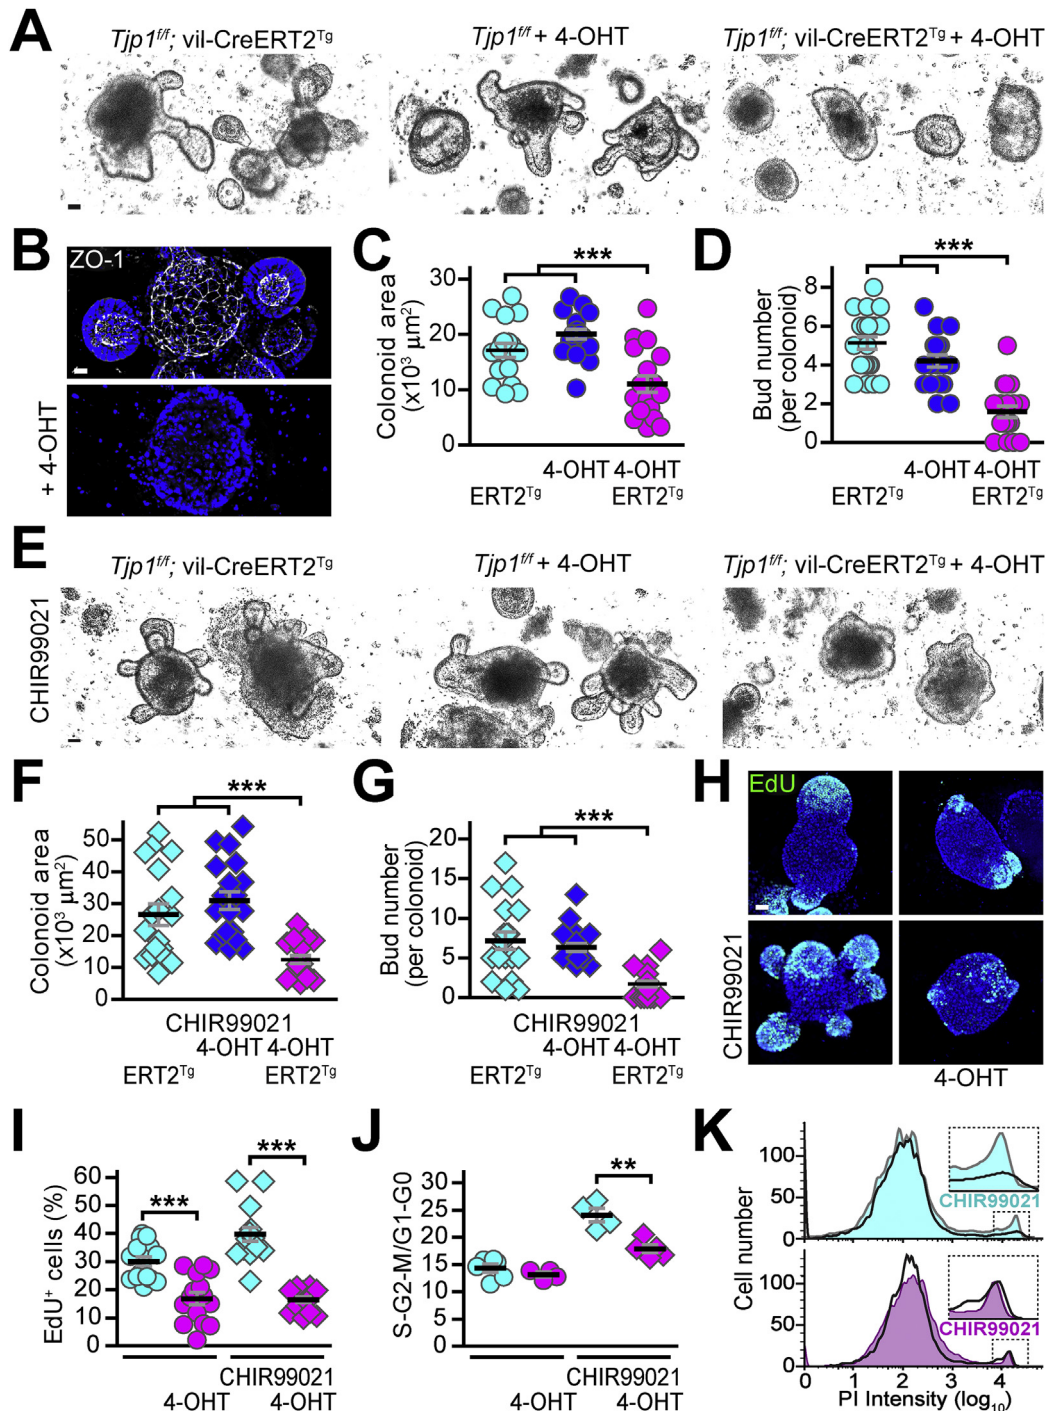 A
Tjp1f/f; vil-CreERT2Tg
Tjp1f/f + 4-OHT
Tjp1f/f; vil-CreERT2Tg + 4-OHT
B
ZO-1
+ 4-OHT
C
***
Colonoid area
(x10³ µm²)
30
20
10
0
4-OHT 4-OHT
ERT2Tg ERT2Tg
D
***
Bud number
(per colonoid)
8
6
4
2
0
4-OHT 4-OHT
ERT2Tg ERT2Tg
E
Tjp1f/f; vil-CreERT2Tg
Tjp1f/f + 4-OHT
Tjp1f/f; vil-CreERT2Tg + 4-OHT
CHIR99021
F
***
Colonoid area
(x10³ µm²)
50
40
30
20
10
0
CHIR99021
4-OHT 4-OHT
ERT2Tg ERT2Tg
G
***
Bud number
(per colonoid)
20
15
10
5
0
CHIR99021
4-OHT 4-OHT
ERT2Tg ERT2Tg
H
EdU
CHIR99021
4-OHT
I
***
***
EdU⁺ cells (%)
60
50
40
30
20
10
0
CHIR99021
4-OHT 4-OHT
J
**
S-G2-M/G1-G0
30
25
20
15
10
5
0
CHIR99021
4-OHT 4-OHT
K
Cell number
100
50
0
CHIR99021
100
50
0
CHIR99021
0 1 2 3 4
PI Intensity (log₁₀)